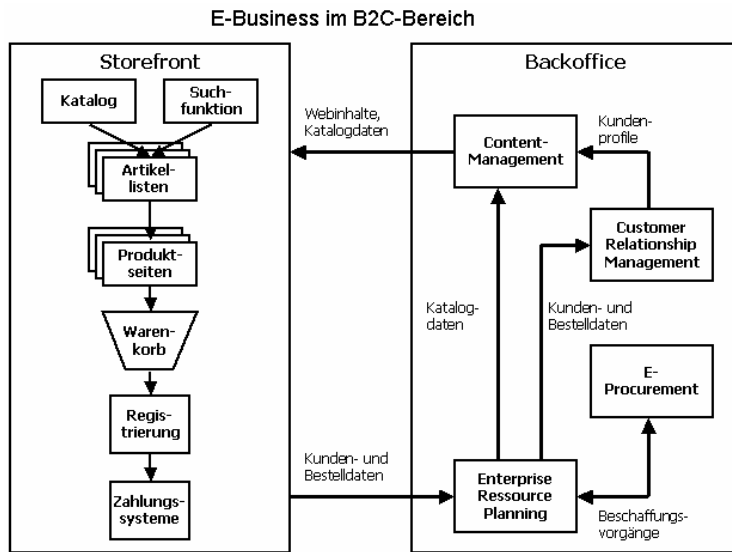 E-Business im B2C-Bereich
Storefront
Katalog
Such-
funktion
Artikel-
listen
Produkt-
seiten
Waren-
korb
Regis-
trierung
Zahlungs-
systeme
Webinhalte,
Katalogdaten
Kunden- und
Bestelldaten
Backoffice
Content-
Management
Kunden-
profile
Customer
Relationship
Management
Katalog-
daten
Kunden- und
Bestelldaten
E-
Procurement
Enterprise
Ressource
Planning
Beschaffungs-
vorgänge